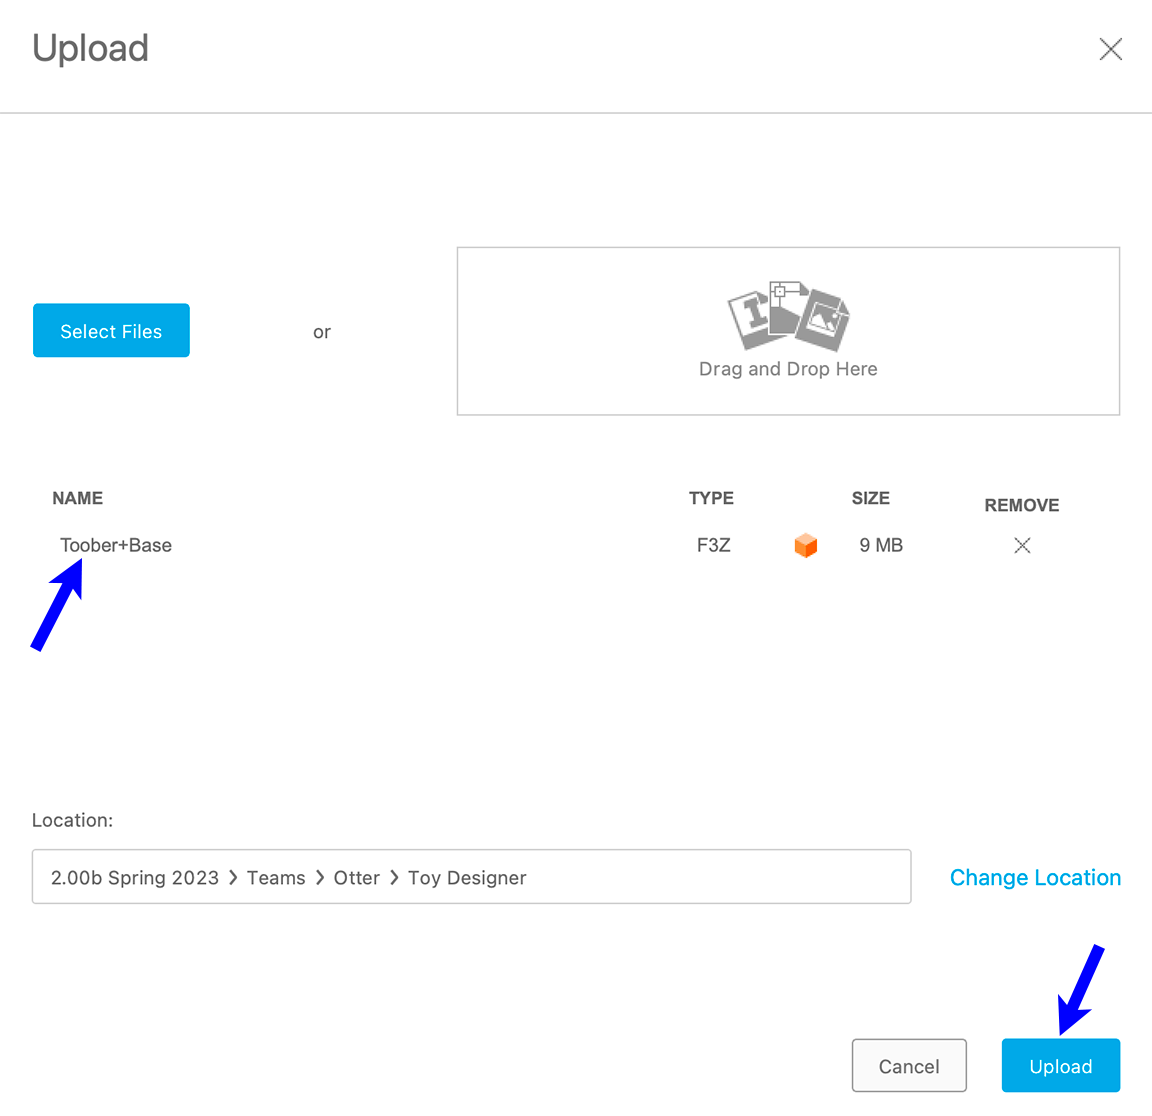 Upload
Select Files
or
Drag and Drop Here
NAME TYPE SIZE REMOVE
Toober+Base F3Z 9 MB
Location:
2.00b Spring 2023 > Teams > Otter > Toy Designer
Change Location
Cancel Upload